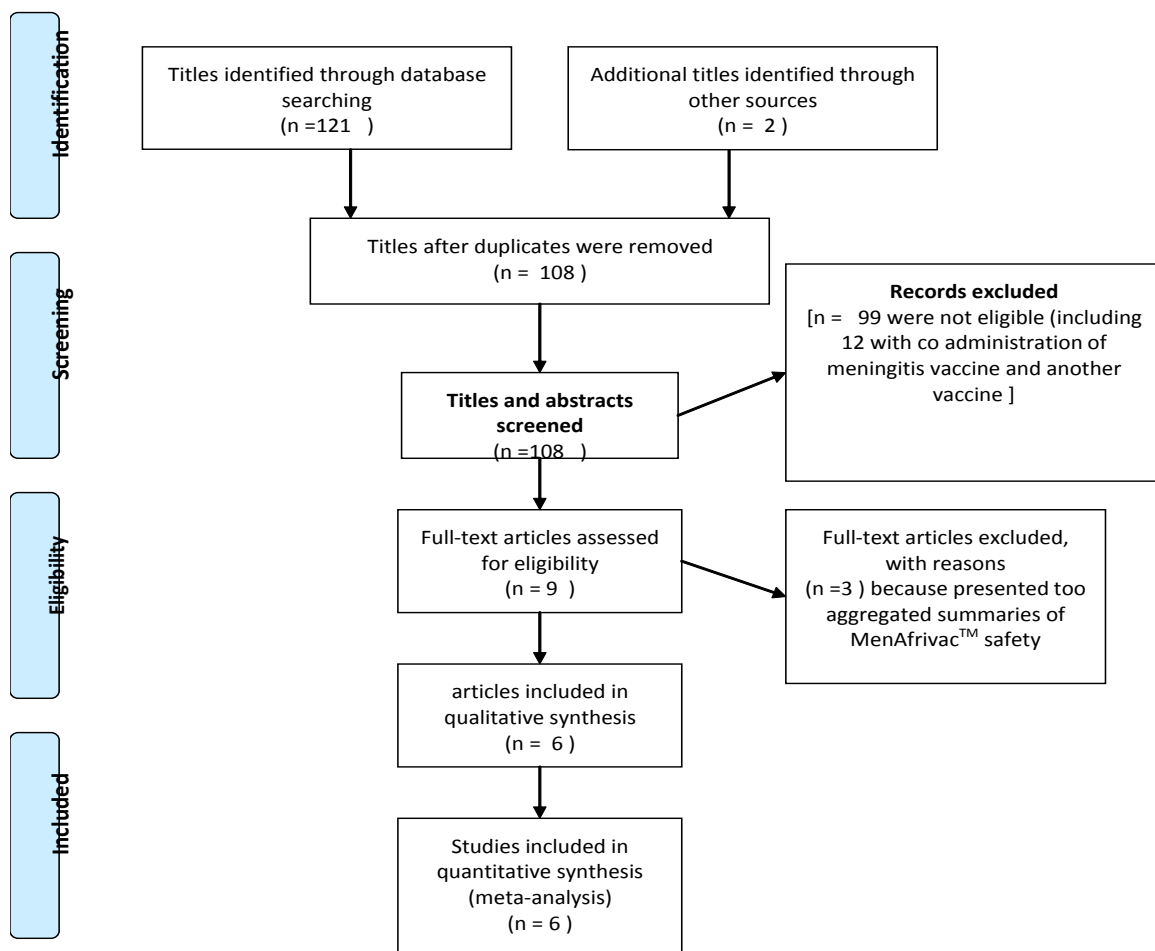 Identification
Titles identified through database
searching
(n =121   )
Additional titles identified through
other sources
(n =  2 )
Titles after duplicates were removed
(n =  108 )
Screening
Records excluded
[n =   99 were not eligible (including
12 with co administration of
meningitis vaccine and another
vaccine ]
Titles and abstracts
screened
(n =108   )
Eligibility
Full-text articles assessed
for eligibility
(n = 9   )
Full-text articles excluded,
with reasons
(n =3 ) because presented too
aggregated summaries of
MenAfrivac™ safety
articles included in
qualitative synthesis
(n =  6 )
Included
Studies included in
quantitative synthesis
(meta-analysis)
(n = 6 )